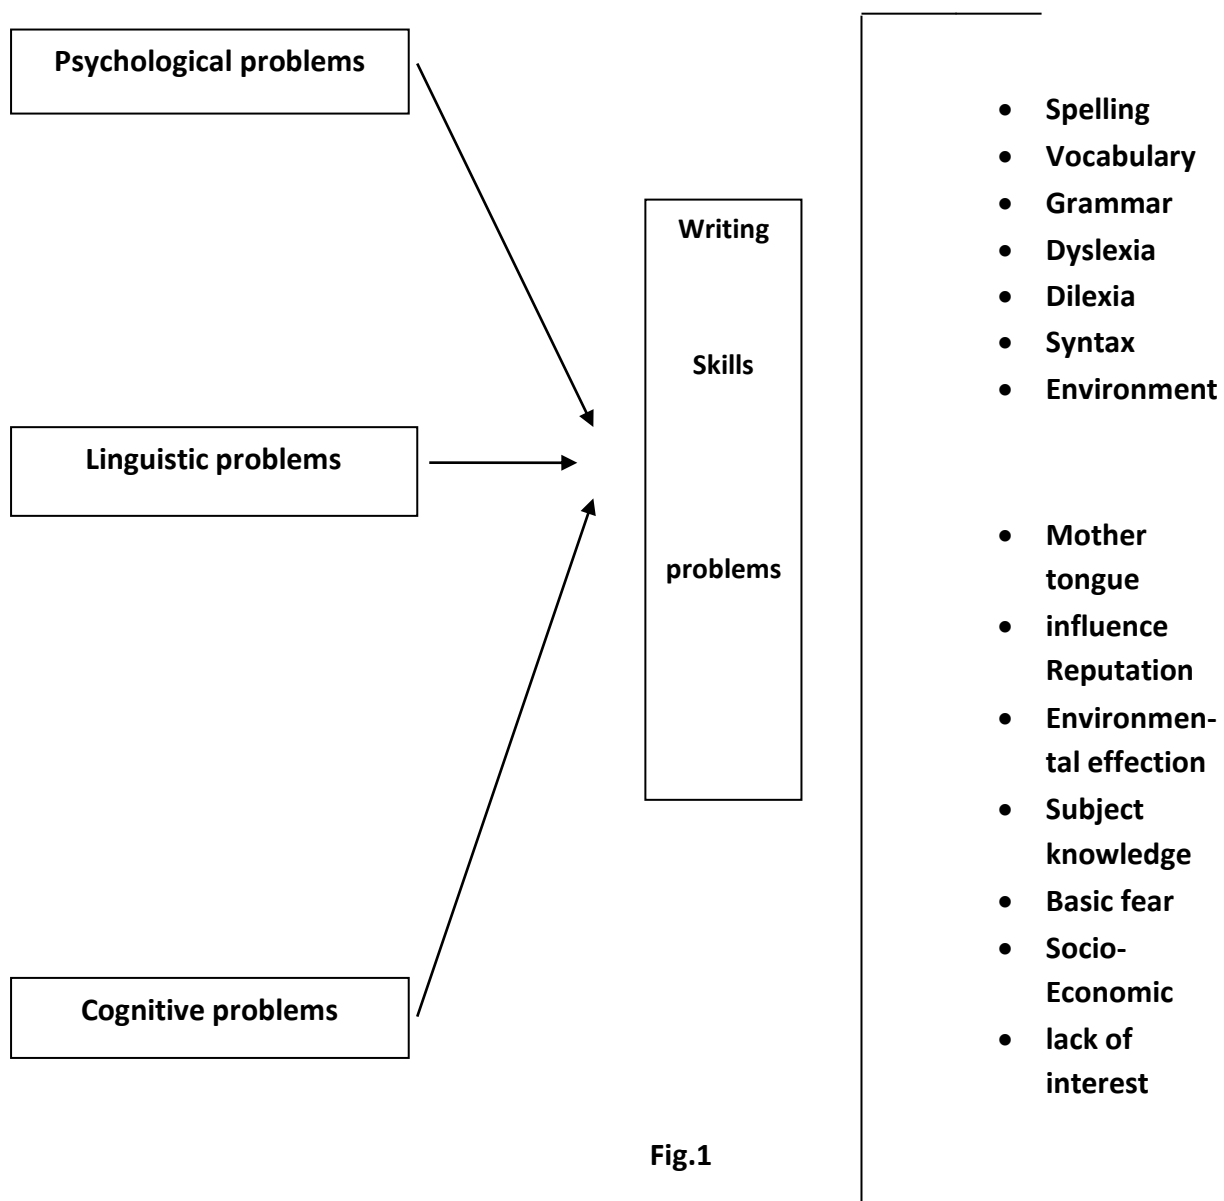 Psychological problems
Linguistic problems
Cognitive problems
Writing
Skills
problems
• Spelling
• Vocabulary
• Grammar
• Dyslexia
• Dilexia
• Syntax
• Environment
• Mother
tongue
• influence
Reputation
• Environmen-
tal effection
• Subject
knowledge
• Basic fear
• Socio-
Economic
• lack of
interest
Fig.1